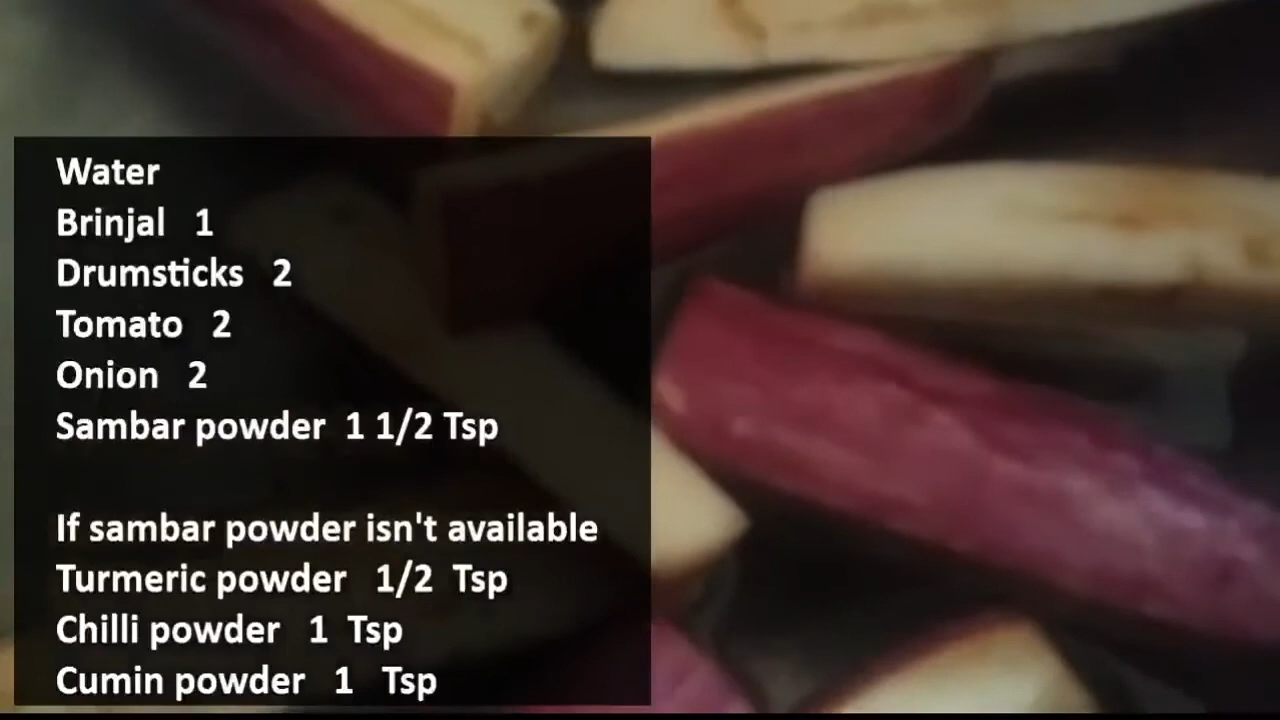 Water
Brinjal 1
Drumsticks 2
Tomato 2
Onion 2
Sambar powder 1 1/2 Tsp
If sambar powder isn't available
Turmeric powder 1/2 Tsp
Chilli powder 1 Tsp
Cumin powder 1 Tsp